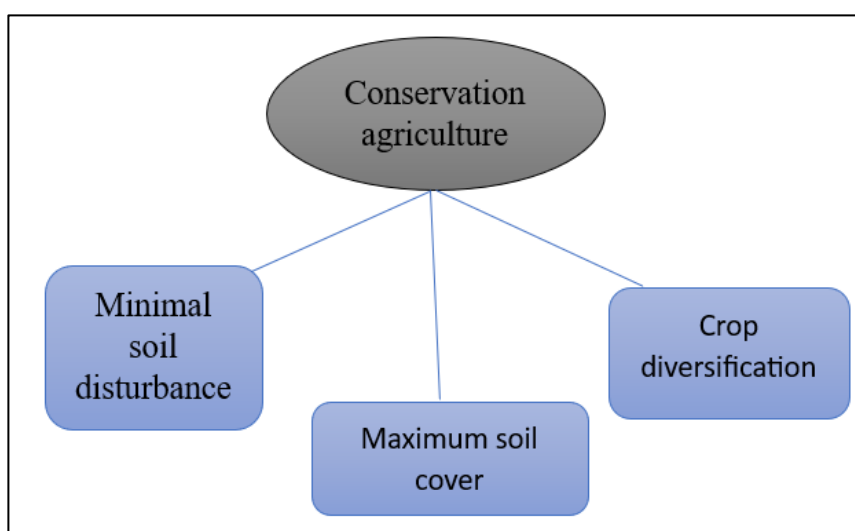 Conservation
agriculture
Minimal
soil
disturbance
Maximum soil
cover
Crop
diversification